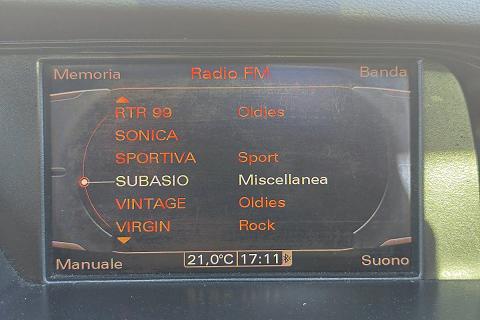 Memoria Radio FM Banda
RTR 99 Oldies
SONICA
SPORTIVA Sport
SUBASIO Miscellanea
VINTAGE Oldies
VIRGIN Rock
Manuale 21,0°C 17:11 Suono